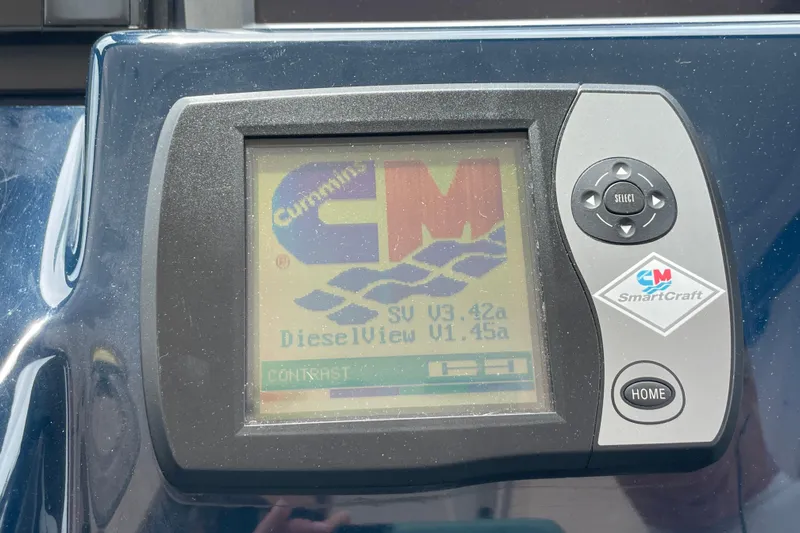 Cummins
CM
®
SV V3.42a
DieselView V1.45a
CONTRAST
SELECT
CM
SmartCraft
HOME